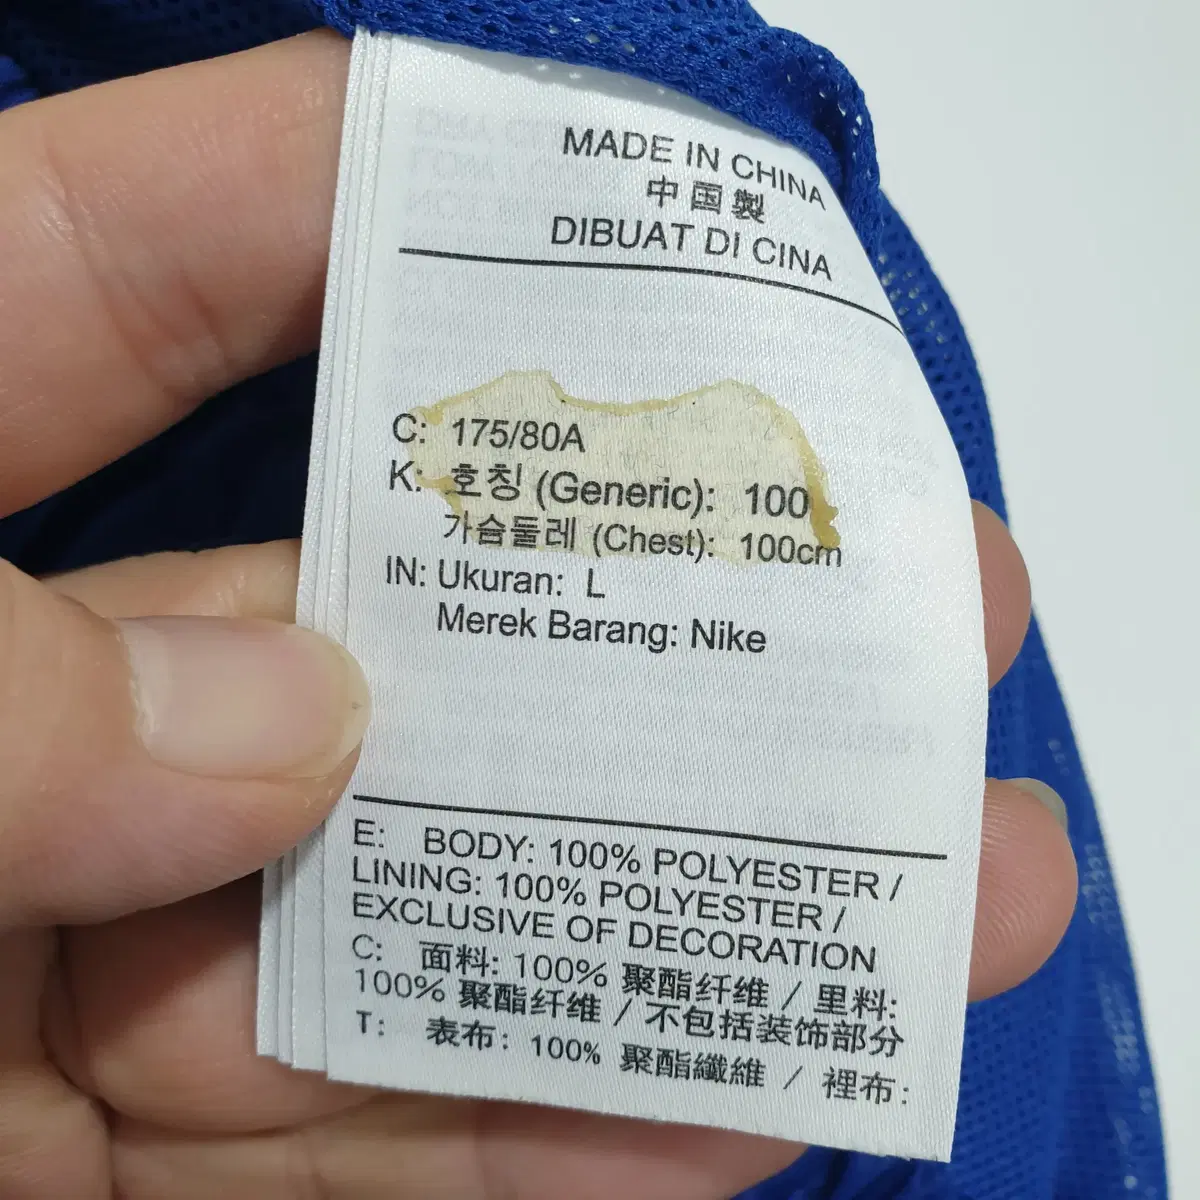 MADE IN CHINA
中国製
DIBUAT DI CINA
C: 175/80A
K: 호칭 (Generic): 100
가슴둘레 (Chest): 100cm
IN: Ukuran: L
Merek Barang: Nike
E: BODY: 100% POLYESTER /
LINING: 100% POLYESTER /
EXCLUSIVE OF DECORATION
C: 面料: 100% 聚酯纤维 / 里料:
100% 聚酯纤维 / 不包括装饰部分
T: 表布: 100% 聚酯纖維 / 裡布: